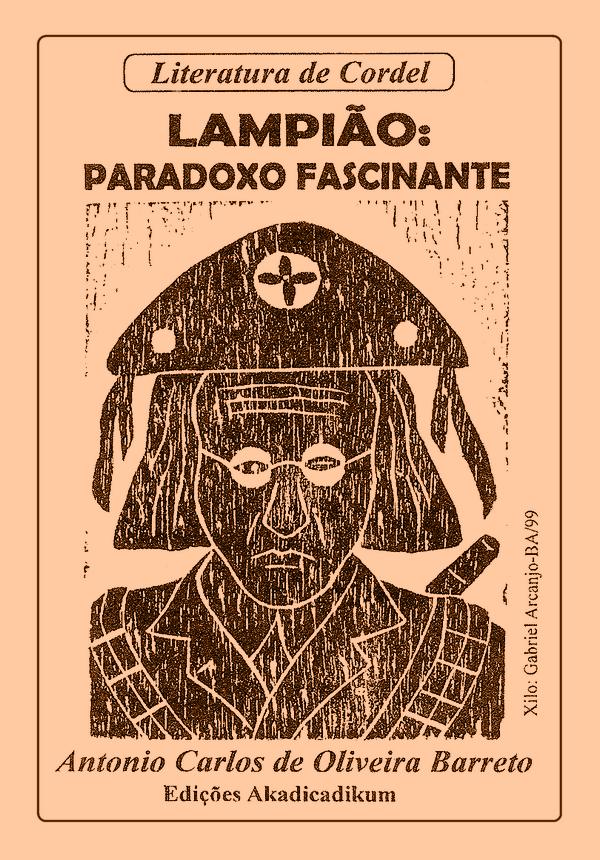 Literatura de Cordel
LAMPIÃO:
PARADOXO FASCINANTE
Xilo: Gabriel Arcanjo-BA/99
Antonio Carlos de Oliveira Barreto
Edições Akadicadikum